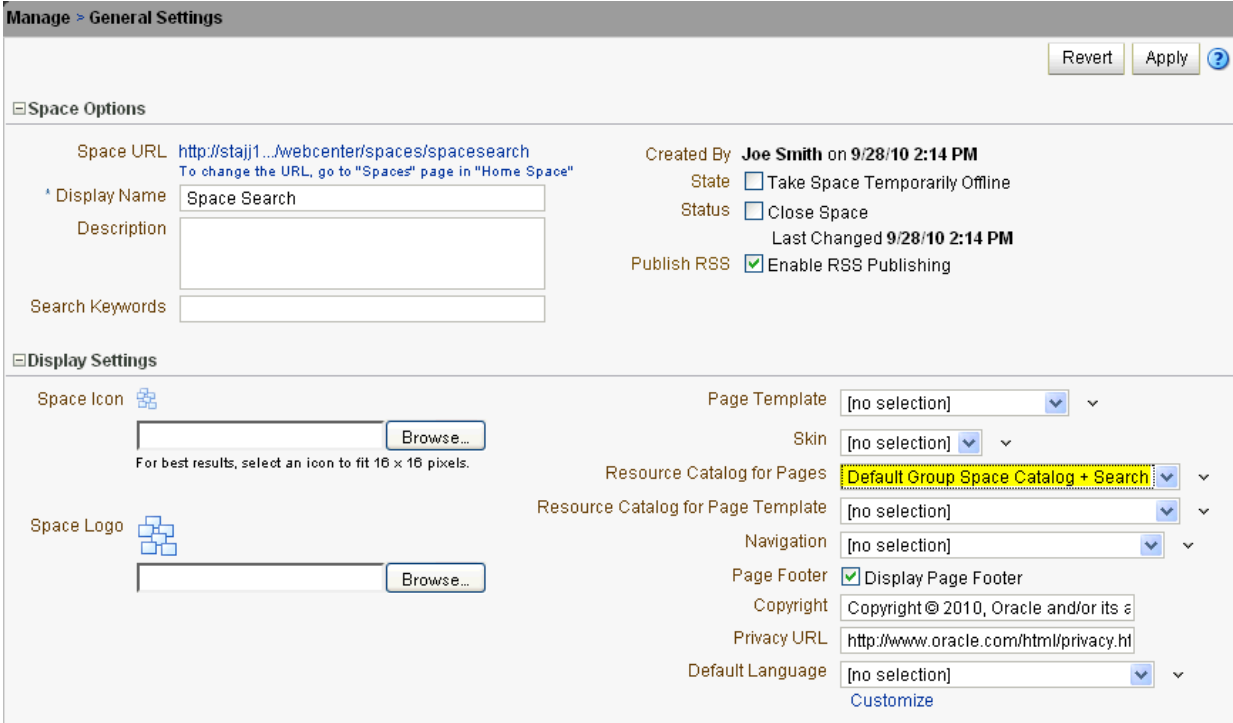 Manage > General Settings
Revert
Apply
?
Space Options
Space URL http://stajj1.../webcenter/spaces/spacesearch
To change the URL, go to "Spaces" page in "Home Space"
* Display Name Space Search
Description
Search Keywords
Created By Joe Smith on 9/28/10 2:14 PM
State Take Space Temporarily Offline
Status Close Space
Last Changed 9/28/10 2:14 PM
Publish RSS Enable RSS Publishing
Display Settings
Space Icon
Browse...
For best results, select an icon to fit 16 x 16 pixels.
Space Logo
Browse...
Page Template [no selection]
Skin [no selection]
Resource Catalog for Pages Default Group Space Catalog + Search
Resource Catalog for Page Template [no selection]
Navigation [no selection]
Page Footer Display Page Footer
Copyright Copyright © 2010, Oracle and/or its a
Privacy URL http://www.oracle.com/html/privacy.ht
Default Language [no selection]
Customize